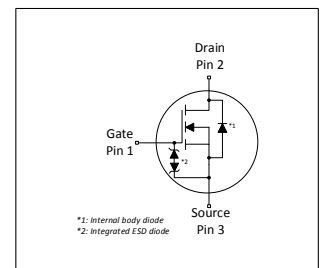 Drain
Pin 2
*1
Gate
Pin 1
*2
Source
Pin 3
*1: Internal body diode
*2: Integrated ESD diode